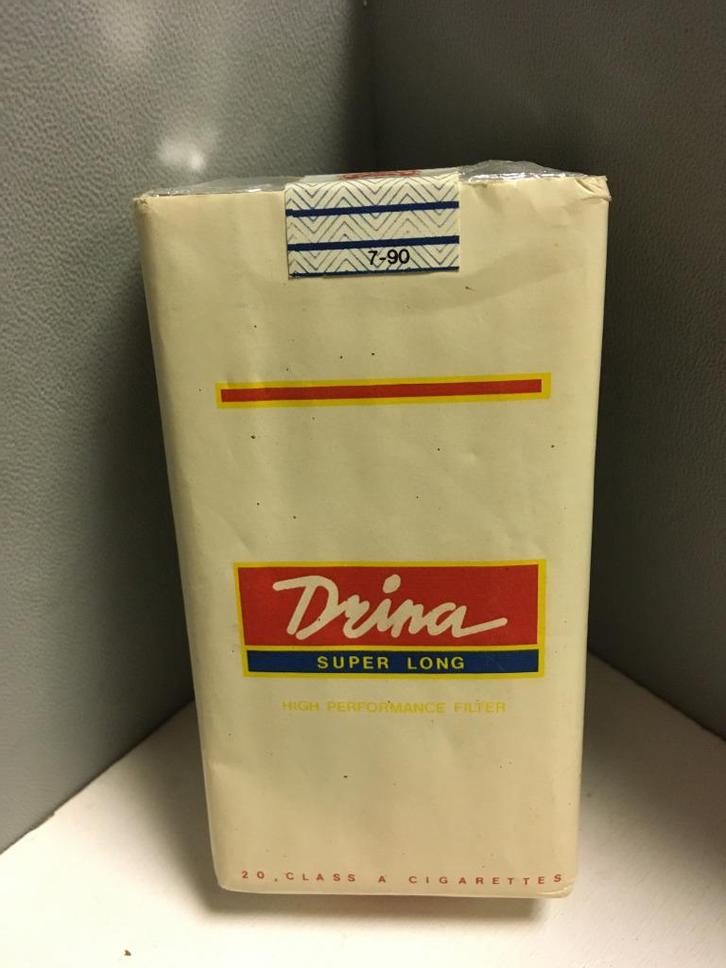 7-90
Drina
SUPER LONG
HIGH PERFORMANCE FILTER
20 CLASS A CIGARETTES